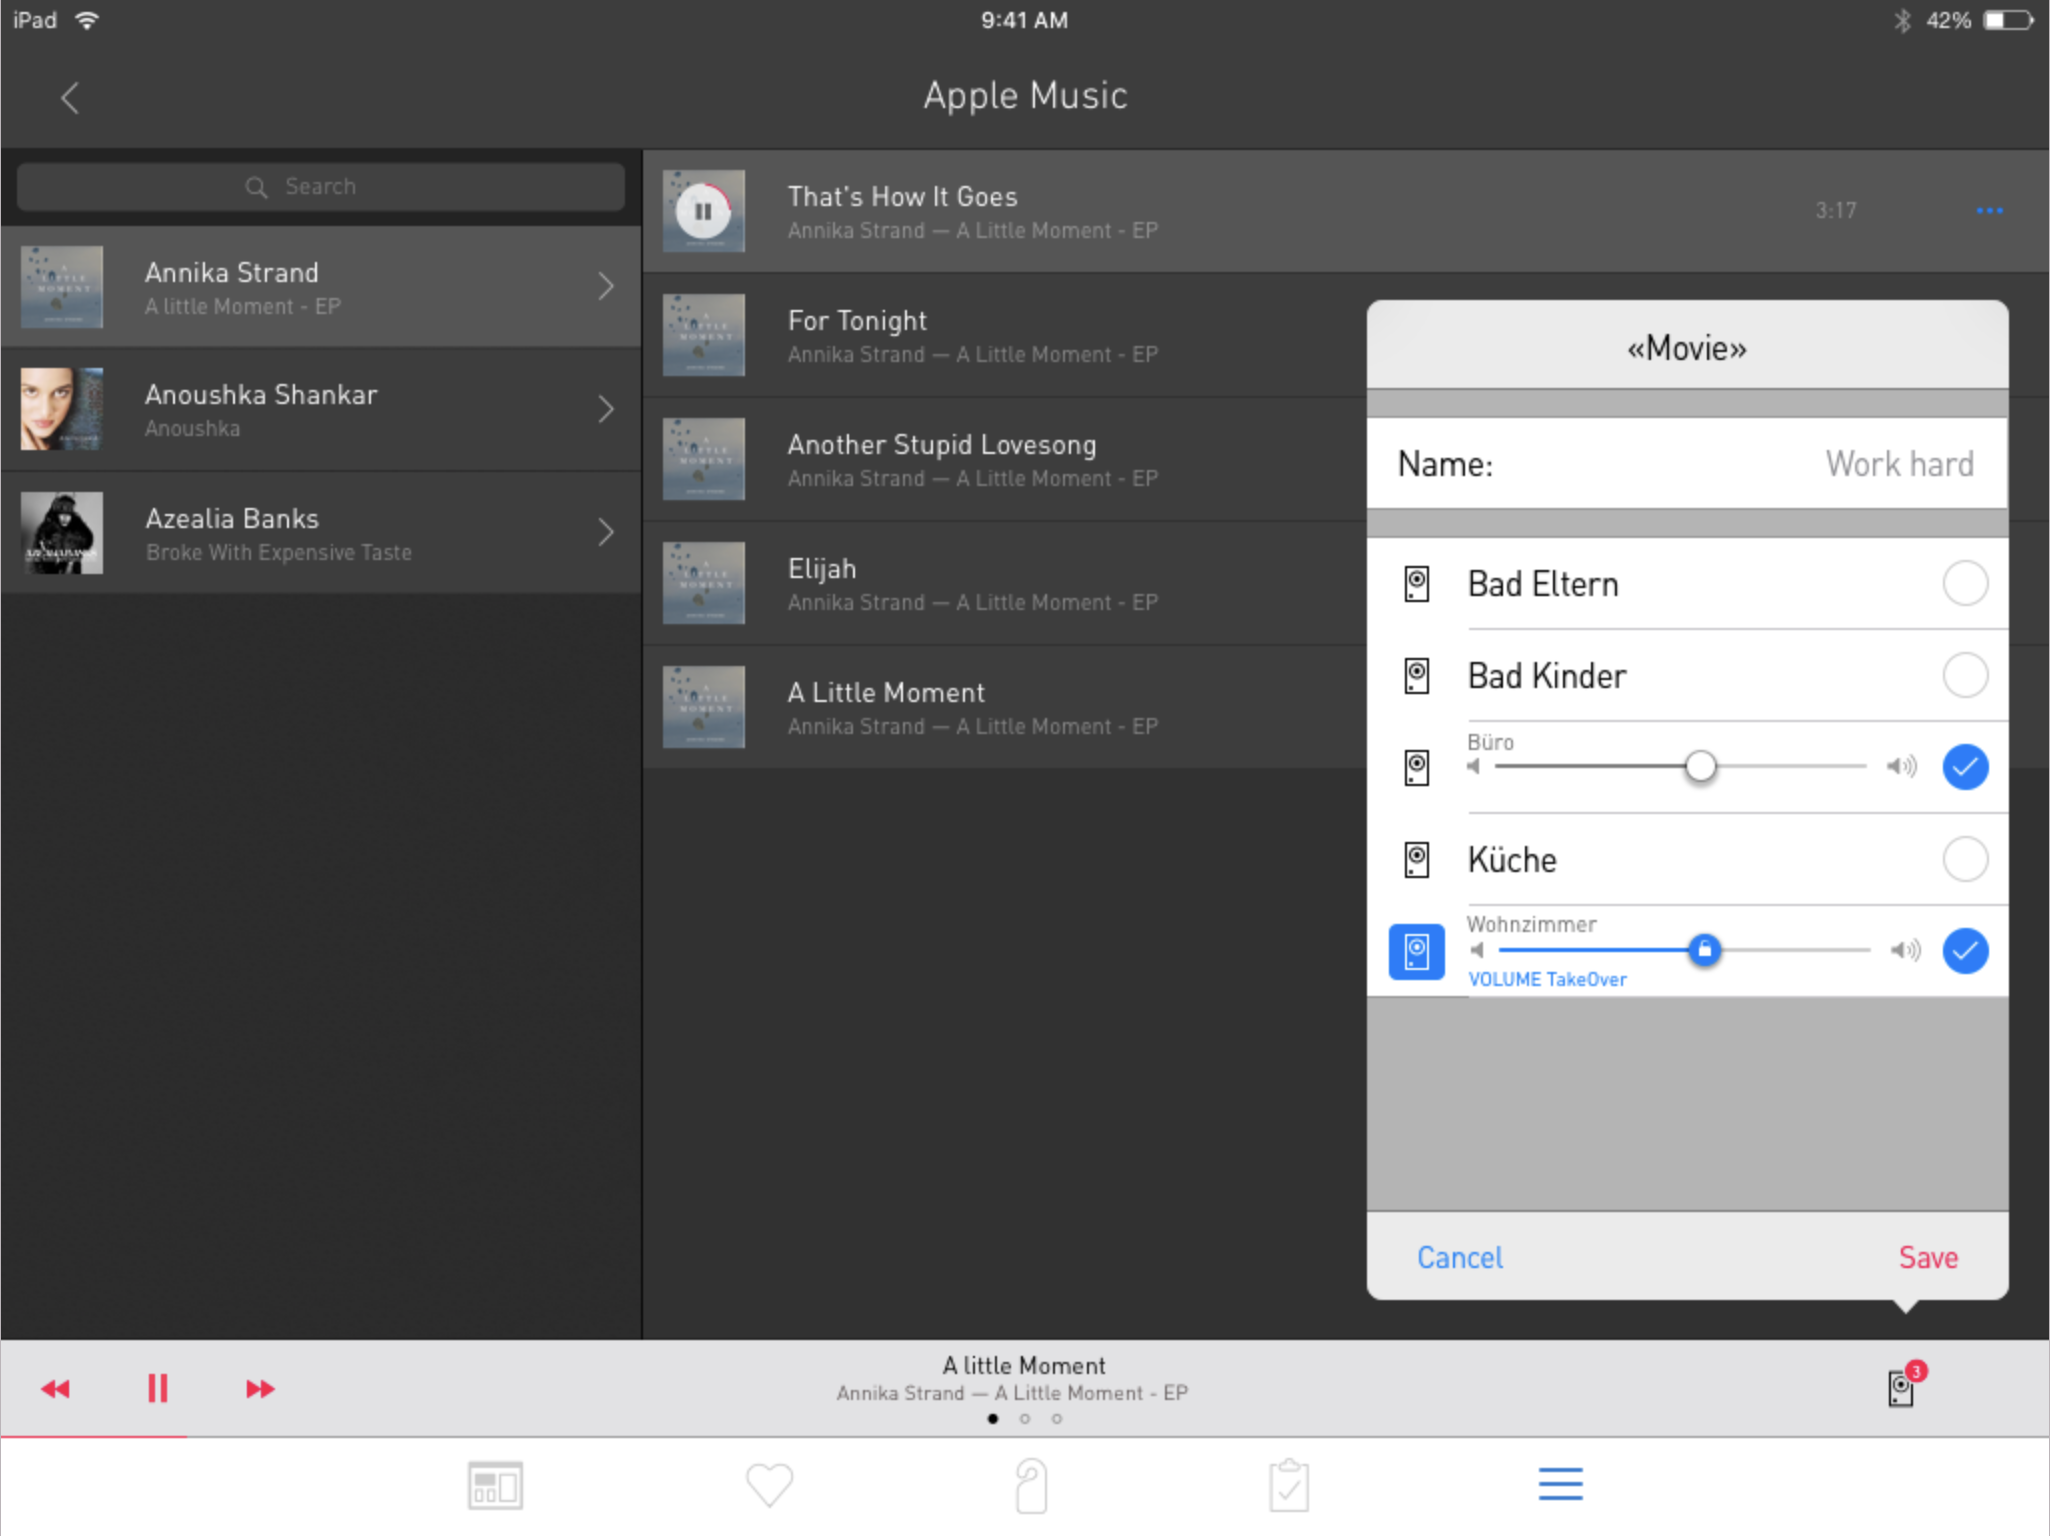 iPad
9:41 AM
42%
Apple Music
Search
Annika Strand
A little Moment - EP
Anoushka Shankar
Anoushka
Azealia Banks
Broke With Expensive Taste
That's How It Goes
Annika Strand — A Little Moment - EP
3:17
For Tonight
Annika Strand — A Little Moment - EP
Another Stupid Lovesong
Annika Strand — A Little Moment - EP
Elijah
Annika Strand — A Little Moment - EP
A Little Moment
Annika Strand — A Little Moment - EP
«Movie»
Name: Work hard
Bad Eltern
Bad Kinder
Büro
Küche
Wohnzimmer
VOLUME TakeOver
Cancel Save
A little Moment
Annika Strand — A Little Moment - EP
3